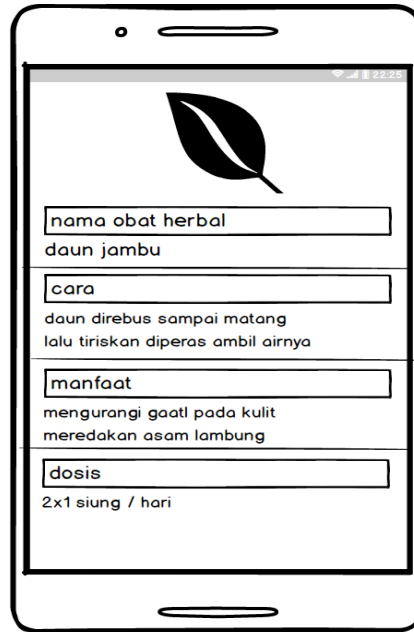 22:25
nama obat herbal
daun jambu
cara
daun direbus sampai matang
lalu tiriskan diperas ambil airnya
manfaat
mengurangi gaatl pada kulit
meredakan asam lambung
dosis
2x1 siung / hari